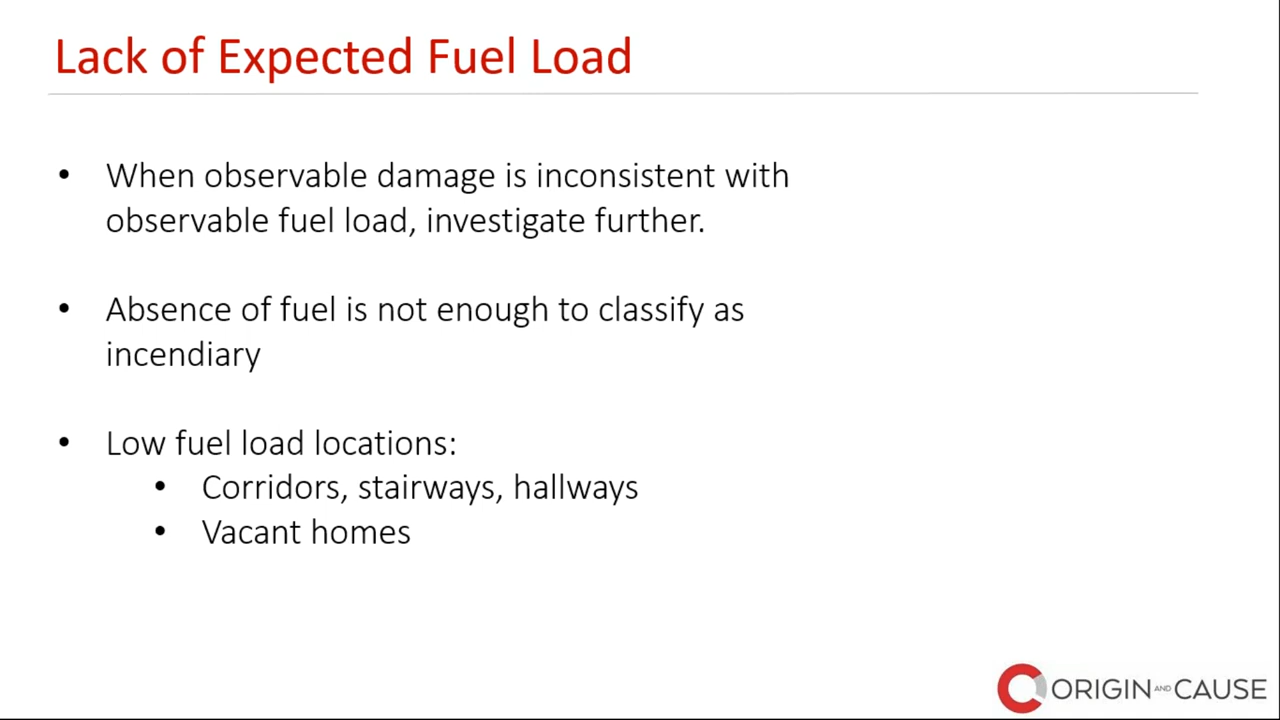 Lack of Expected Fuel Load
• When observable damage is inconsistent with
observable fuel load, investigate further.
• Absence of fuel is not enough to classify as
incendiary
• Low fuel load locations:
• Corridors, stairways, hallways
• Vacant homes
ORIGIN AND CAUSE